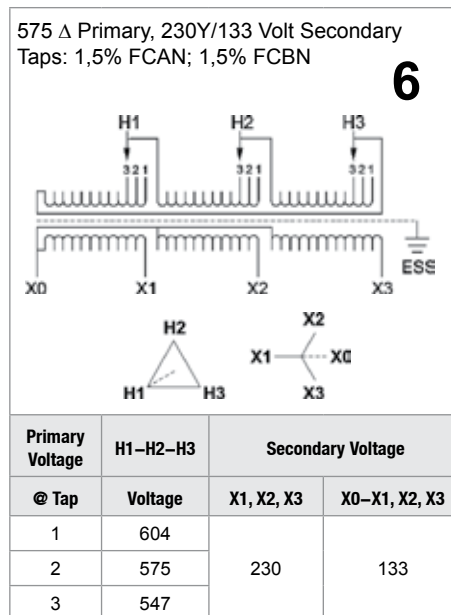 575 Δ Primary, 230Y/133 Volt Secondary
Taps: 1,5% FCAN; 1,5% FCBN
6
H1 H2 H3
3 2 1 3 2 1 3 2 1
ESS
X0 X1 X2 X3
H2
H1 H3
X2
X1 X0
X3
Primary Voltage H1–H2–H3 Secondary Voltage
@ Tap Voltage X1, X2, X3 X0–X1, X2, X3
1 604
2 575 230 133
3 547